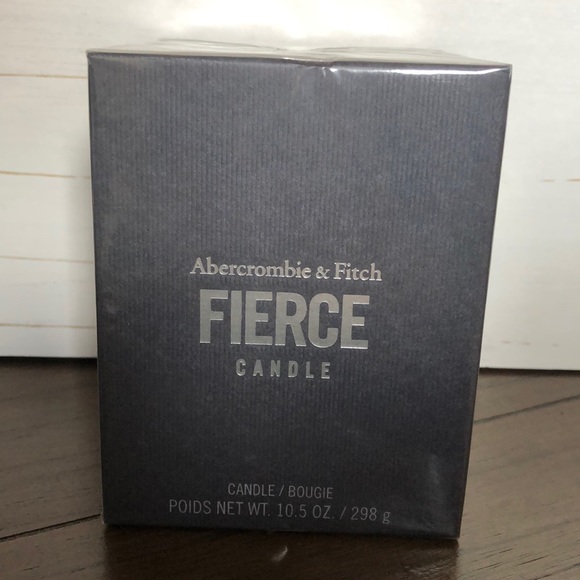 Abercrombie & Fitch
FIERCE
CANDLE
CANDLE / BOUGIE
POIDS NET WT. 10.5 OZ. / 298 g